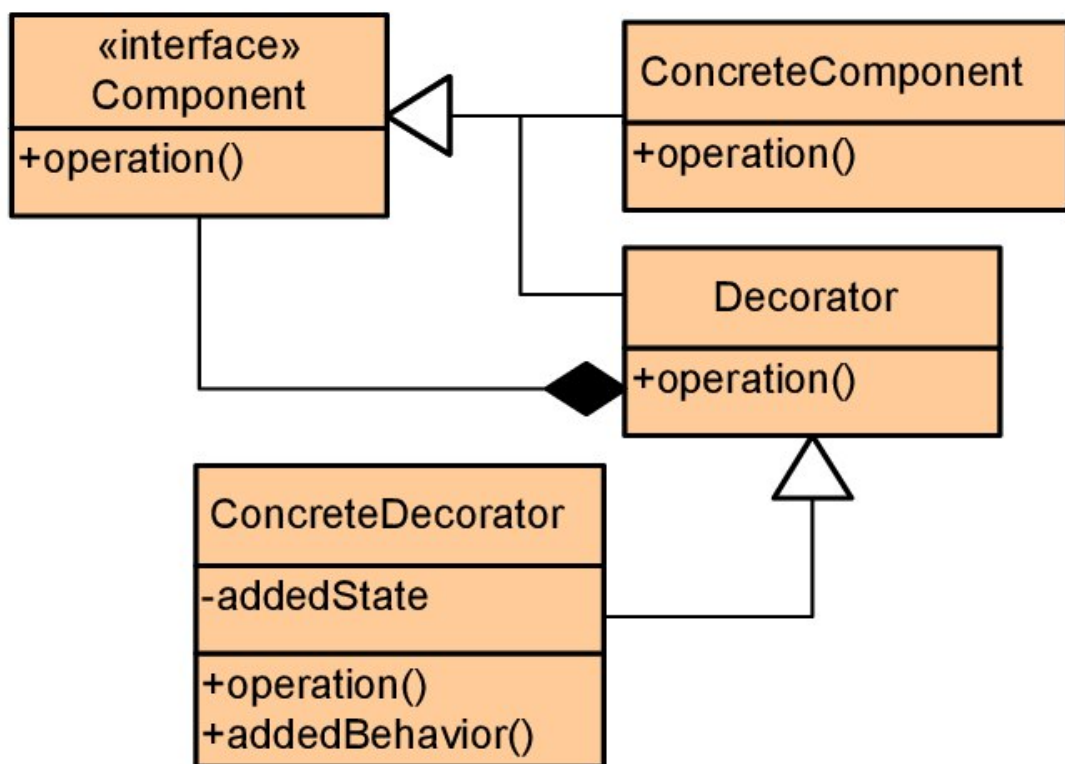 «interface»
Component
+operation()
ConcreteComponent
+operation()
Decorator
+operation()
ConcreteDecorator
-addedState
+operation()
+addedBehavior()